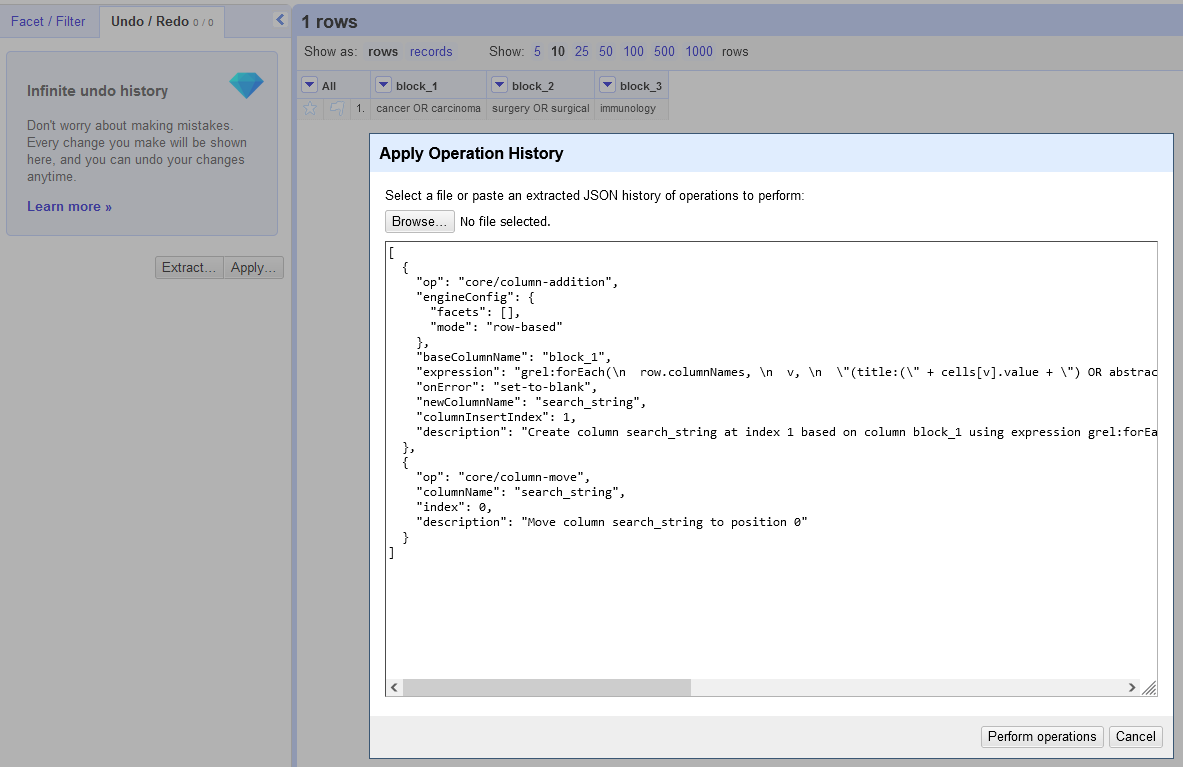 Facet / Filter
Undo / Redo 0 / 0
Infinite undo history
Don't worry about making mistakes.
Every change you make will be shown
here, and you can undo your changes
anytime.
Learn more »
Extract...
Apply...
1 rows
Show as: rows records Show: 5 10 25 50 100 500 1000 rows
All block_1 block_2 block_3
1. cancer OR carcinoma surgery OR surgical immunology
Apply Operation History
Select a file or paste an extracted JSON history of operations to perform:
Browse... No file selected.
[
  {
    "op": "core/column-addition",
    "engineConfig": {
      "facets": [],
      "mode": "row-based"
    },
    "baseColumnName": "block_1",
    "expression": "grel:forEach(\n  row.columnNames, \n  v, \n  \"(title:(\" + cells[v].value + \") OR abstrac
    "onError": "set-to-blank",
    "newColumnName": "search_string",
    "columnInsertIndex": 1,
    "description": "Create column search_string at index 1 based on column block_1 using expression grel:forEa
  },
  {
    "op": "core/column-move",
    "columnName": "search_string",
    "index": 0,
    "description": "Move column search_string to position 0"
  }
]
Perform operations
Cancel